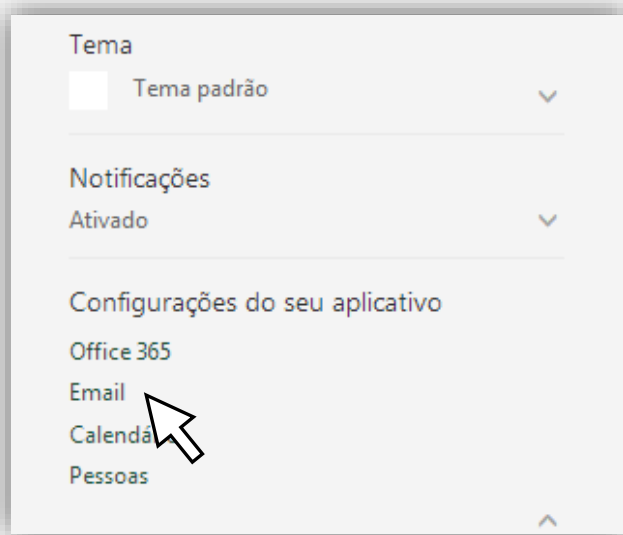 Tema
Tema padrão
Notificações
Ativado
Configurações do seu aplicativo
Office 365
Email
Pessoas